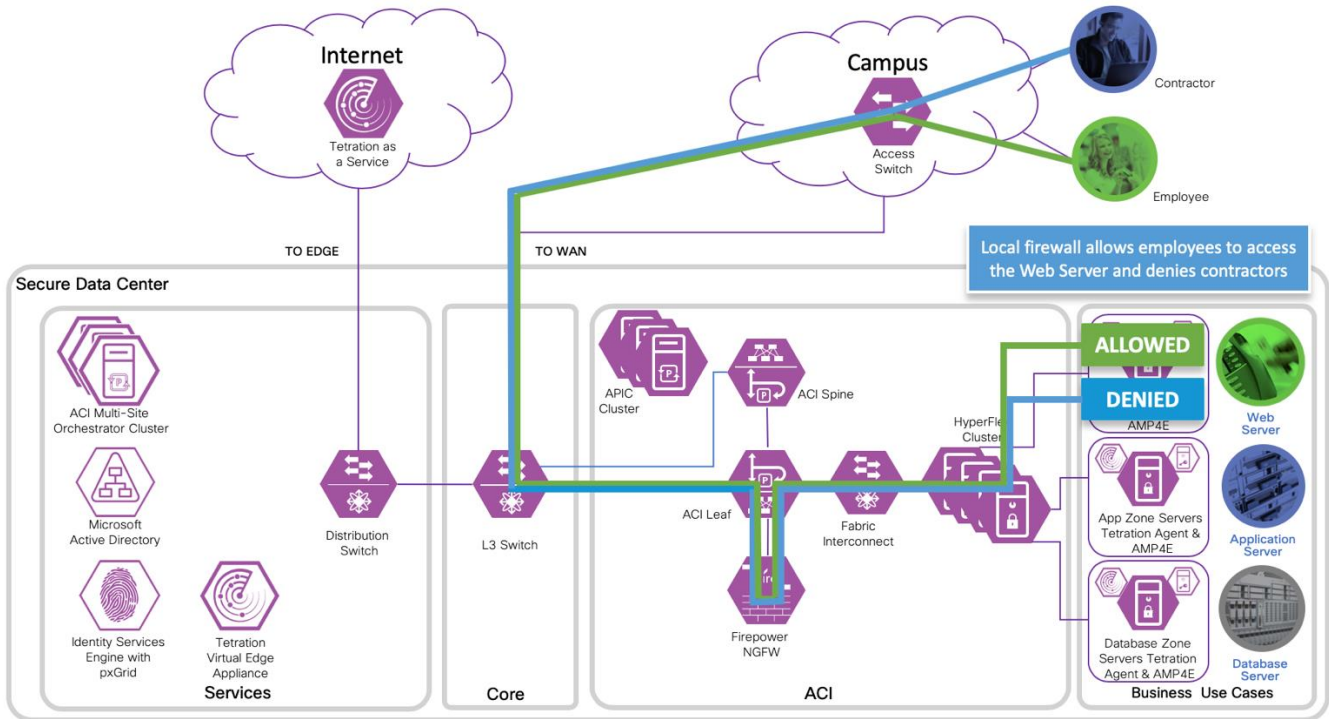 Internet
Tetration as
a Service
Campus
Access
Switch
Contractor
Employee
TO EDGE
TO WAN
Local firewall allows employees to access
the Web Server and denies contractors
Secure Data Center
ACI Multi-Site
Orchestrator Cluster
Microsoft
Active Directory
Identity Services
Engine with
pxGrid
Tetration
Virtual Edge
Appliance
Distribution
Switch
Services
L3 Switch
Core
APIC
Cluster
ACI Spine
ACI Leaf
Fabric
Interconnect
HyperFle
Cluster
Firepower
NGFW
ACI
ALLOWED
DENIED
AMP4E
Web
Server
App Zone Servers
Tetration Agent &
AMP4E
Application
Server
Database Zone
Servers Tetration
Agent & AMP4E
Database
Server
Business Use Cases